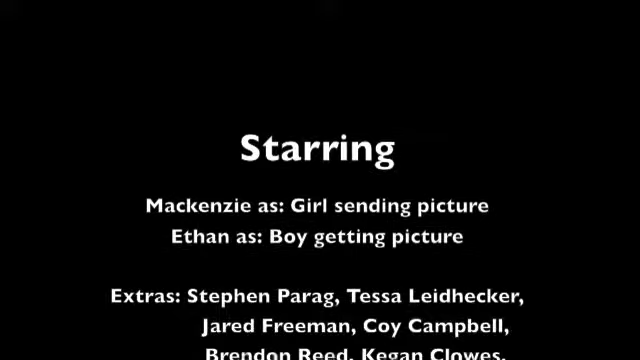 Starring
Mackenzie as: Girl sending picture
Ethan as: Boy getting picture
Extras: Stephen Parag, Tessa Leidhecker,
Jared Freeman, Coy Campbell,
Brendon Reed, Kegan Clowes,